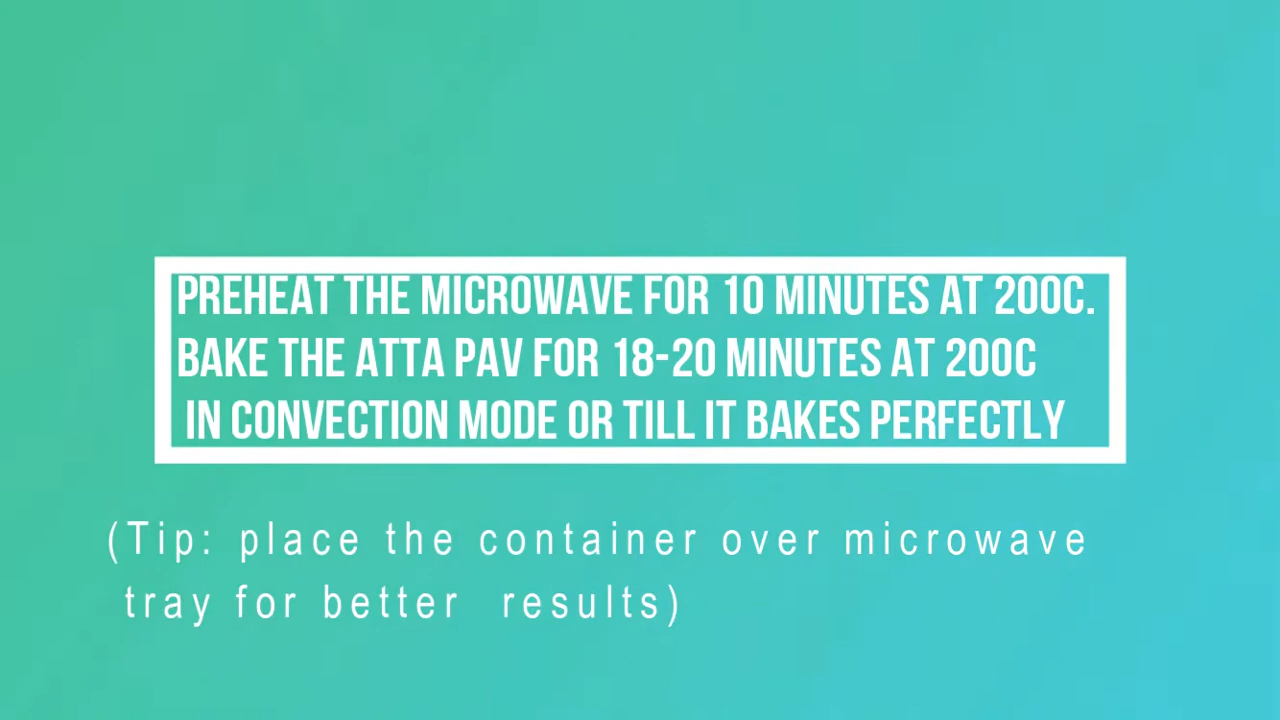 PREHEAT THE MICROWAVE FOR 10 MINUTES AT 200C.
BAKE THE ATTA PAV FOR 18-20 MINUTES AT 200C
IN CONVECTION MODE OR TILL IT BAKES PERFECTLY
(Tip: place the container over microwave
tray for better results)